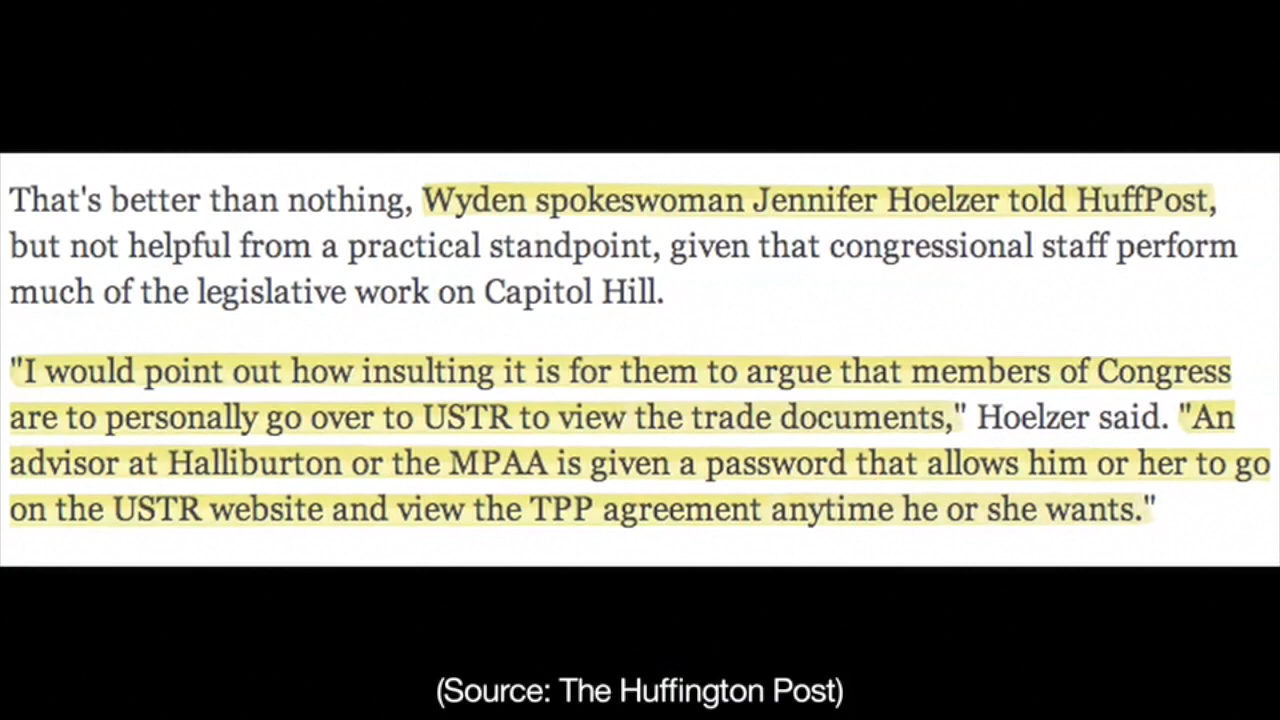 That's better than nothing, Wyden spokeswoman Jennifer Hoelzer told HuffPost,
but not helpful from a practical standpoint, given that congressional staff perform
much of the legislative work on Capitol Hill.
"I would point out how insulting it is for them to argue that members of Congress
are to personally go over to USTR to view the trade documents," Hoelzer said. "An
advisor at Halliburton or the MPAA is given a password that allows him or her to go
on the USTR website and view the TPP agreement anytime he or she wants."
(Source: The Huffington Post)